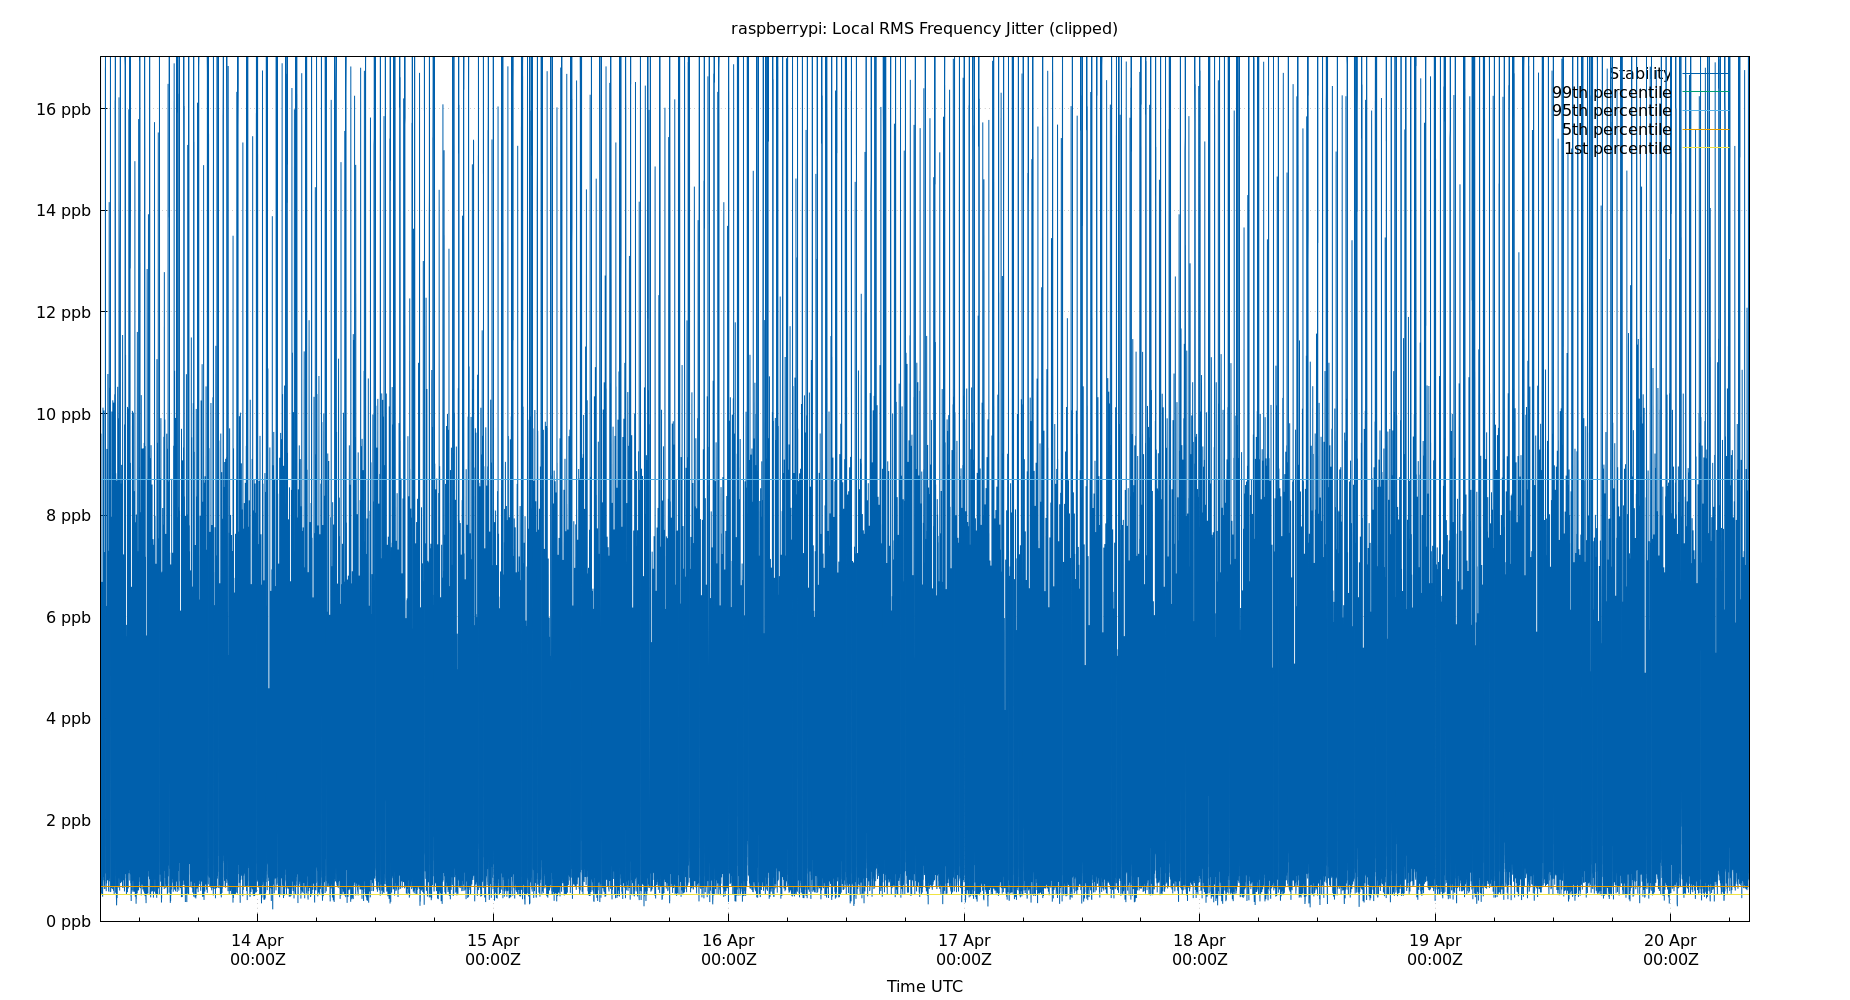 raspberrypi: Local RMS Frequency Jitter (clipped)
Stability
99th percentile
95th percentile
5th percentile
1st percentile
16 ppb
14 ppb
12 ppb
10 ppb
8 ppb
6 ppb
4 ppb
2 ppb
0 ppb
14 Apr 15 Apr 16 Apr 17 Apr 18 Apr 19 Apr 20 Apr
00:00Z 00:00Z 00:00Z 00:00Z 00:00Z 00:00Z 00:00Z
Time UTC